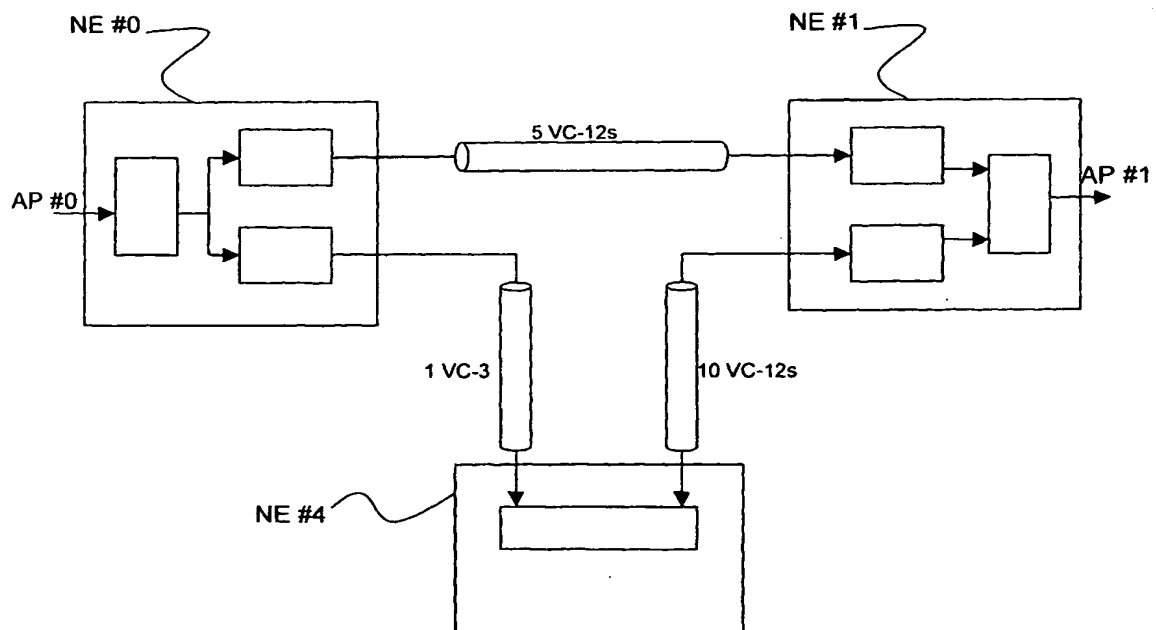 NE #0
NE #1
5 VC-12s
AP #0
AP #1
1 VC-3
10 VC-12s
NE #4